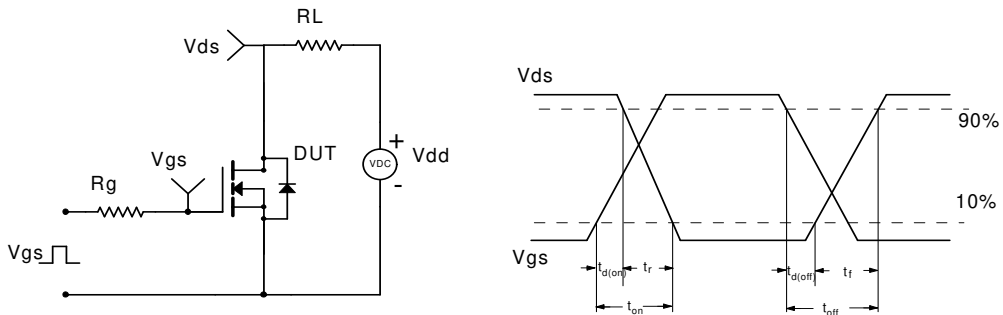 RL
Vds
Vgs
DUT
VDC
+
Vdd
-
Rg
Vgs
Vds
90%
10%
Vgs
td(on)
tr
td(off)
tf
ton
toff